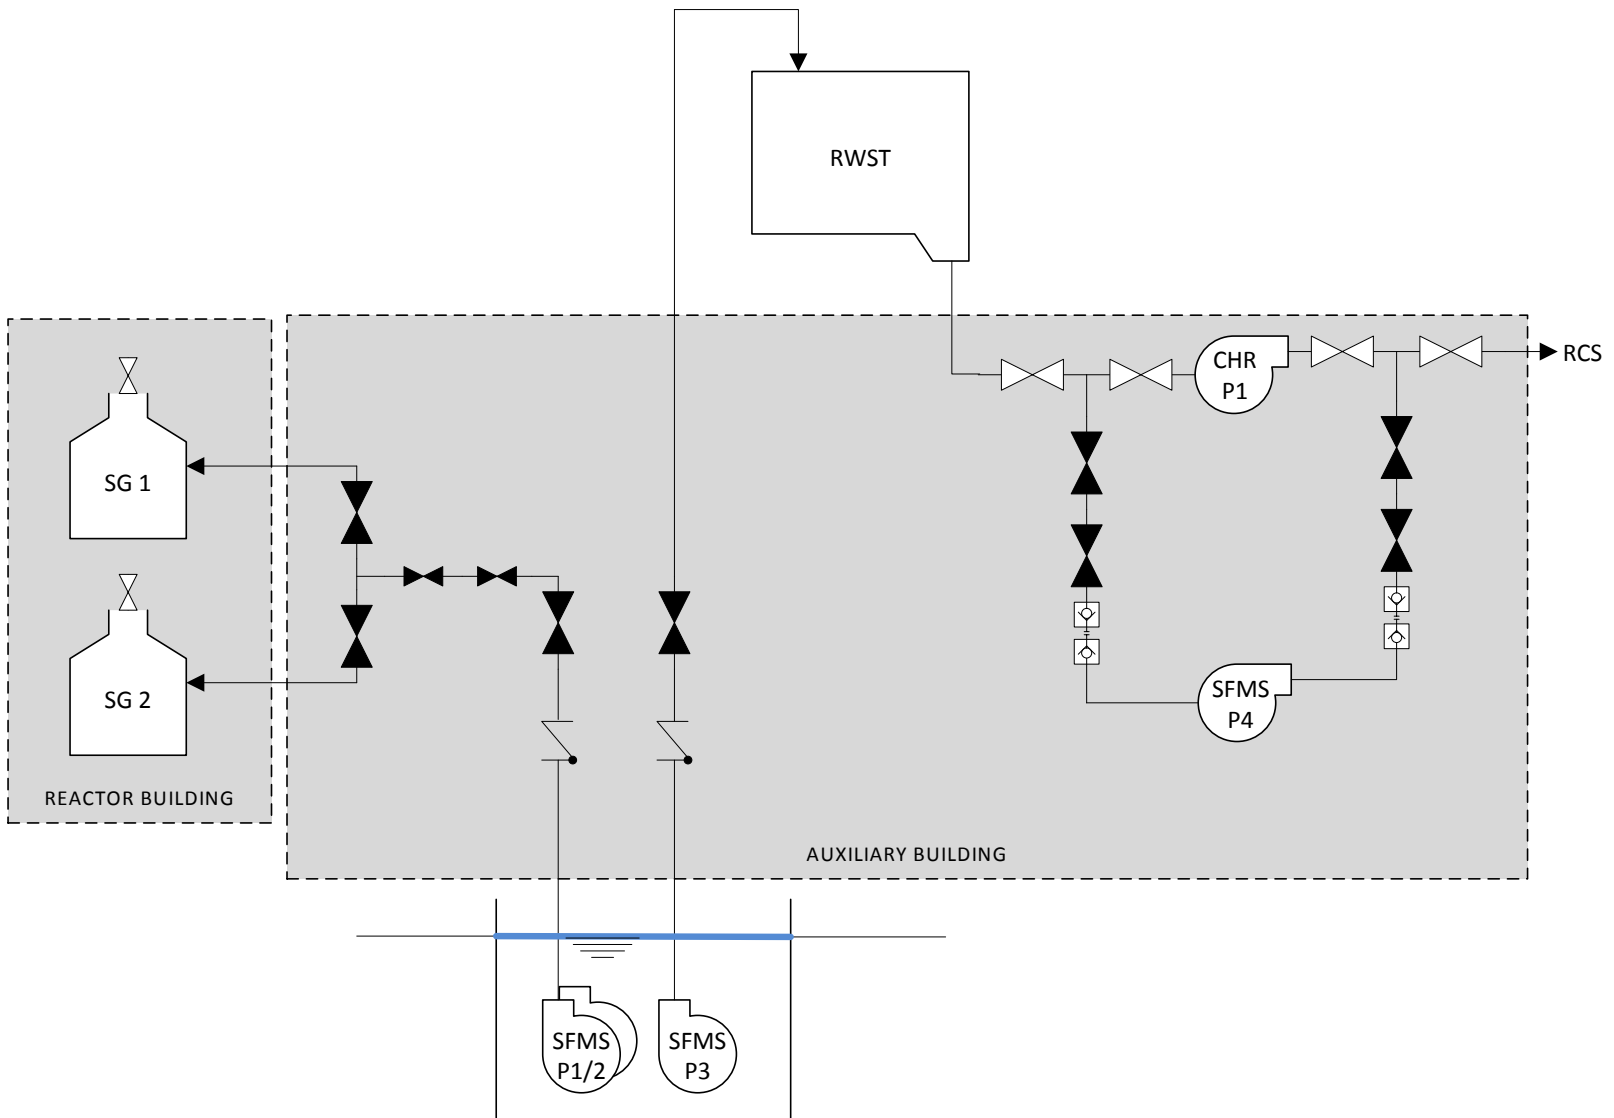 RWST
CHR
P1
RCS
SG 1
SG 2
SFMS
P4
REACTOR BUILDING
AUXILIARY BUILDING
SFMS
P1/2
SFMS
P3